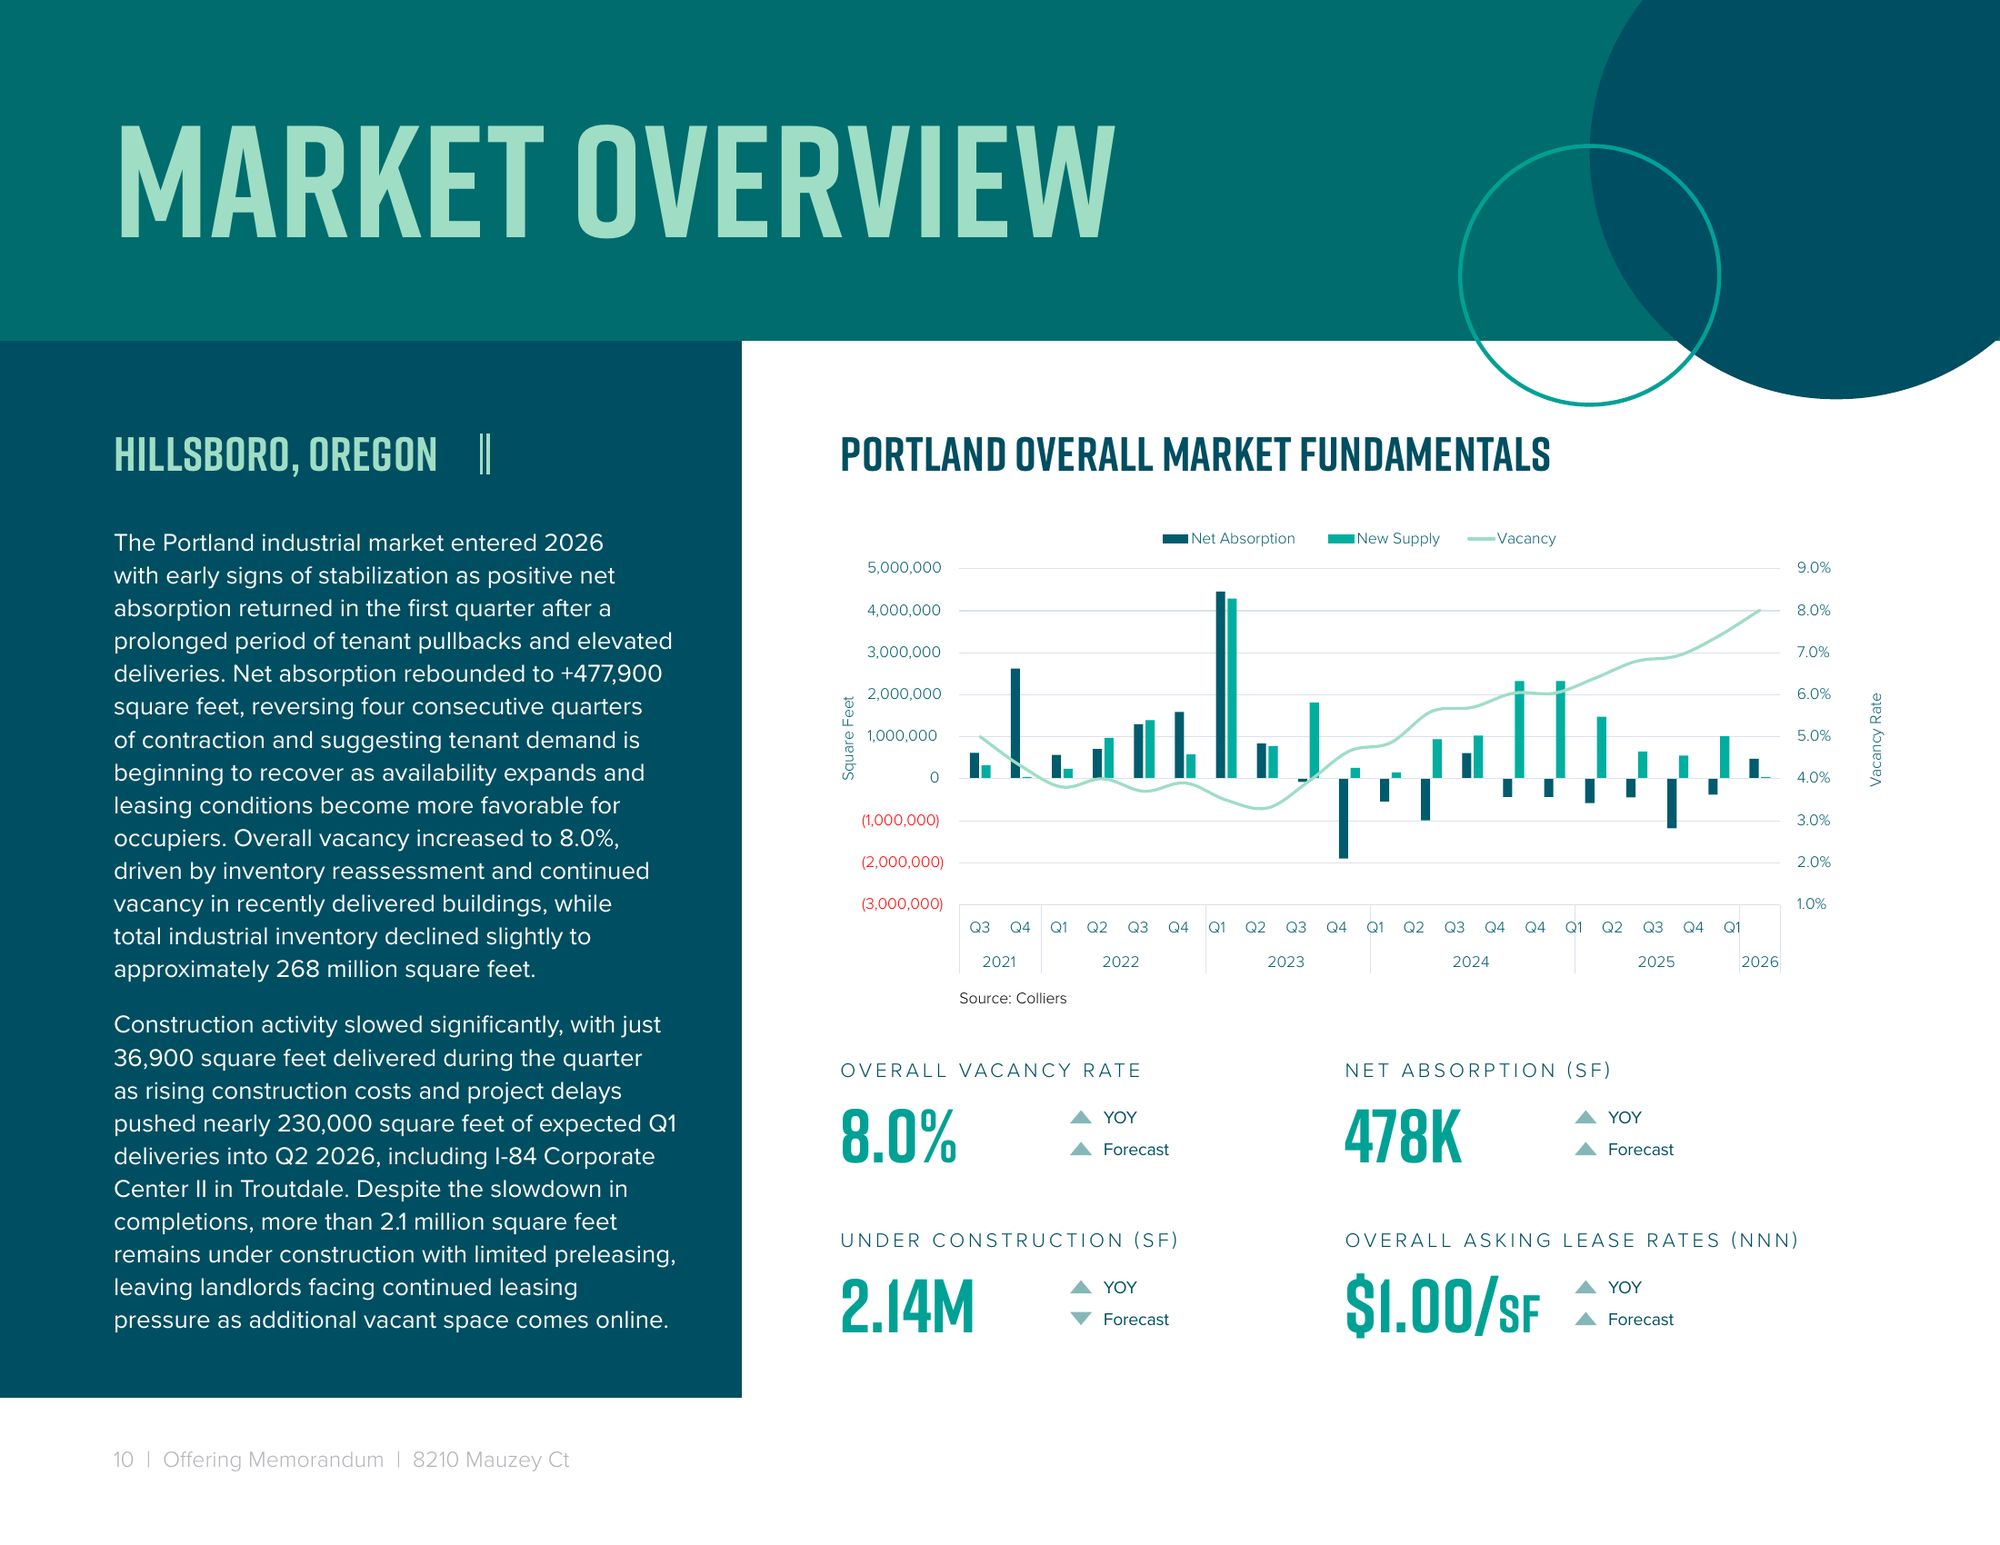 MARKET OVERVIEW
HILLSBORO, OREGON
The Portland industrial market entered 2026
with early signs of stabilization as positive net
absorption returned in the first quarter after a
prolonged period of tenant pullbacks and elevated
deliveries. Net absorption rebounded to +477,900
square feet, reversing four consecutive quarters
of contraction and suggesting tenant demand is
beginning to recover as availability expands and
leasing conditions become more favorable for
occupiers. Overall vacancy increased to 8.0%,
driven by inventory reassessment and continued
vacancy in recently delivered buildings, while
total industrial inventory declined slightly to
approximately 268 million square feet.
Construction activity slowed significantly, with just
36,900 square feet delivered during the quarter
as rising construction costs and project delays
pushed nearly 230,000 square feet of expected Q1
deliveries into Q2 2026, including I-84 Corporate
Center II in Troutdale. Despite the slowdown in
completions, more than 2.1 million square feet
remains under construction with limited preleasing,
leaving landlords facing continued leasing
pressure as additional vacant space comes online.
PORTLAND OVERALL MARKET FUNDAMENTALS
Net Absorption New Supply Vacancy
5,000,000 9.0%
4,000,000 8.0%
3,000,000 7.0%
2,000,000 6.0%
1,000,000 5.0%
0 4.0%
(1,000,000) 3.0%
(2,000,000) 2.0%
(3,000,000) 1.0%
Square Feet
Vacancy Rate
Q3 Q4 Q1 Q2 Q3 Q4 Q1 Q2 Q3 Q4 Q1 Q2 Q3 Q4 Q4 Q1 Q2 Q3 Q4 Q1
2021 2022 2023 2024 2025 2026
Source: Colliers
OVERALL VACANCY RATE
8.0%
YOY
Forecast
NET ABSORPTION (SF)
478K
YOY
Forecast
UNDER CONSTRUCTION (SF)
2.14M
YOY
Forecast
OVERALL ASKING LEASE RATES (NNN)
$1.00/SF
YOY
Forecast
10 | Offering Memorandum | 8210 Mauzey Ct